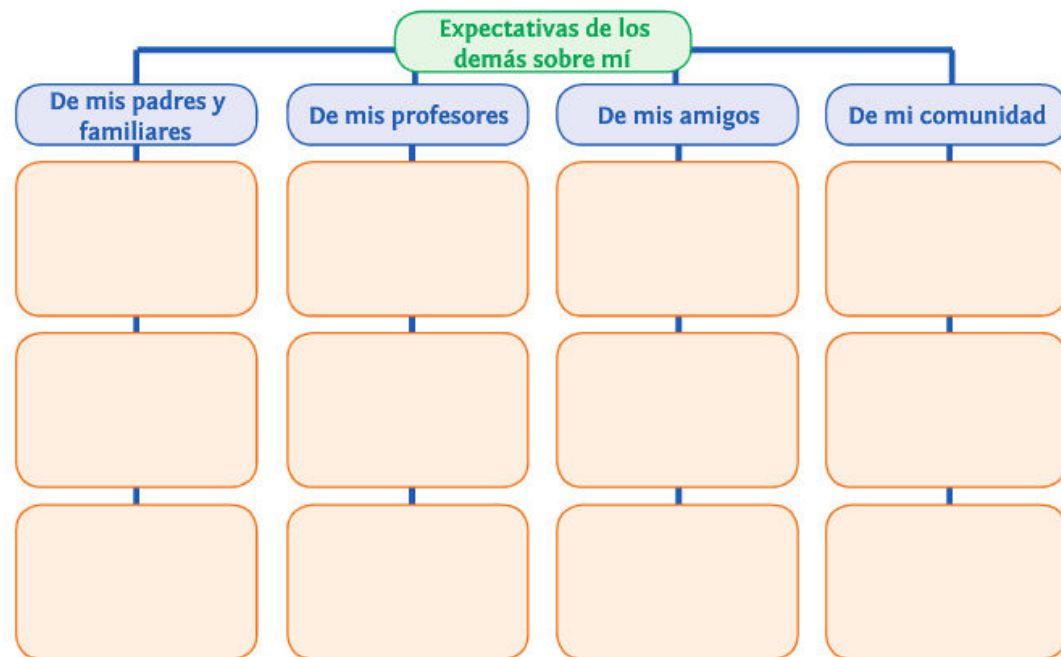 Expectativas de los
demás sobre mí
De mis padres y
familiares
De mis profesores
De mis amigos
De mi comunidad